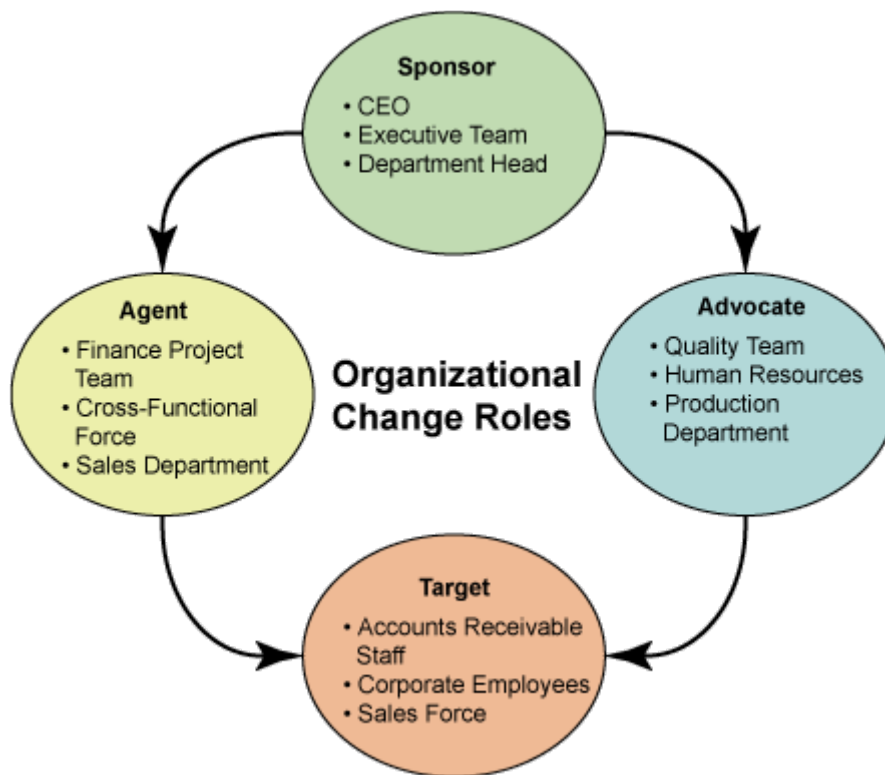 Sponsor
• CEO
• Executive Team
• Department Head
Agent
• Finance Project
Team
• Cross-Functional
Force
• Sales Department
Organizational
Change Roles
Advocate
• Quality Team
• Human Resources
• Production
Department
Target
• Accounts Receivable
Staff
• Corporate Employees
• Sales Force